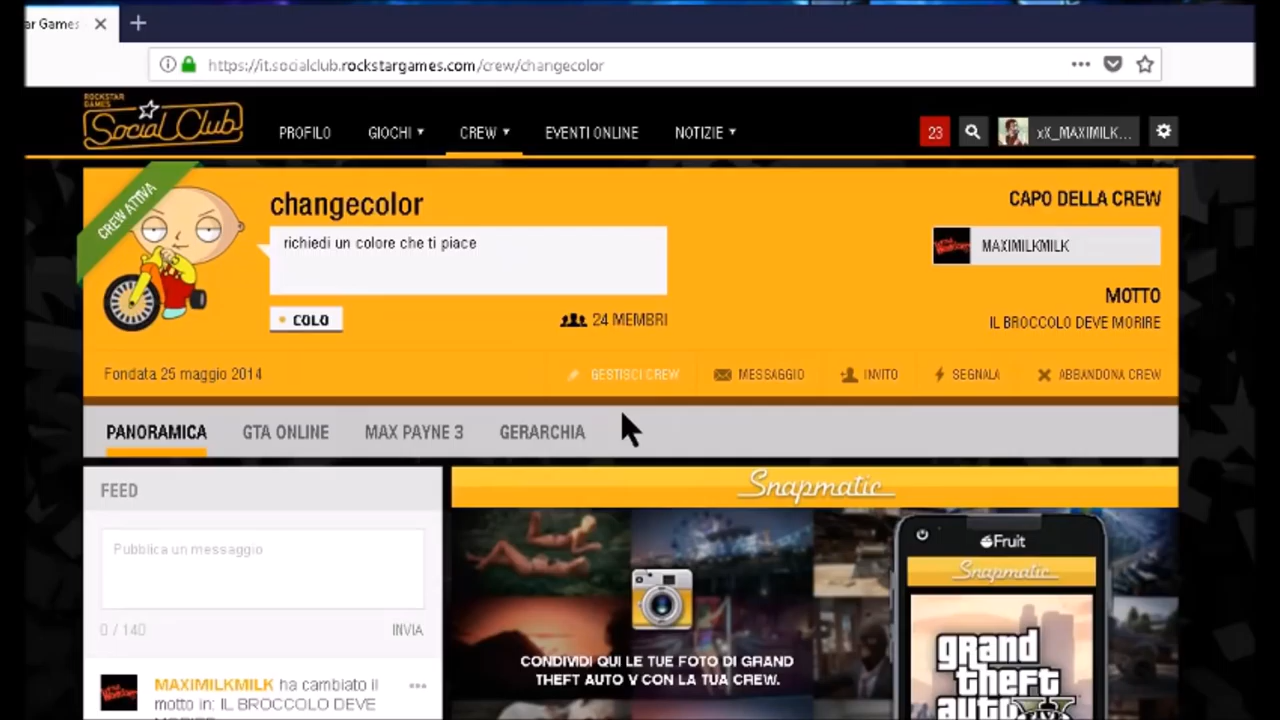 ar Games
https://it.socialclub.rockstargames.com/crew/changecolor
ROCKSTAR
GAMES
Social Club
PROFILO
GIOCHI
CREW
EVENTI ONLINE
NOTIZIE
23
xX_MAXIMILK...
CREW ATTIVA
changecolor
richiedi un colore che ti piace
COLO
24 MEMBRI
CAPO DELLA CREW
MAXIMILKMILK
MOTTO
IL BROCCOLO DEVE MORIRE
Fondata 25 maggio 2014
GESTISCI CREW
MESSAGGIO
INVITO
SEGNALA
ABBANDONA CREW
PANORAMICA
GTA ONLINE
MAX PAYNE 3
GERARCHIA
FEED
Pubblica un messaggio
0 / 140
INVIA
MAXIMILKMILK ha cambiato il
motto in: IL BROCCOLO DEVE
MORIRE
Snapmatic
CONDIVIDI QUI LE TUE FOTO DI GRAND
THEFT AUTO V CON LA TUA CREW.
Fruit
Snapmatic
grand
theft
auto